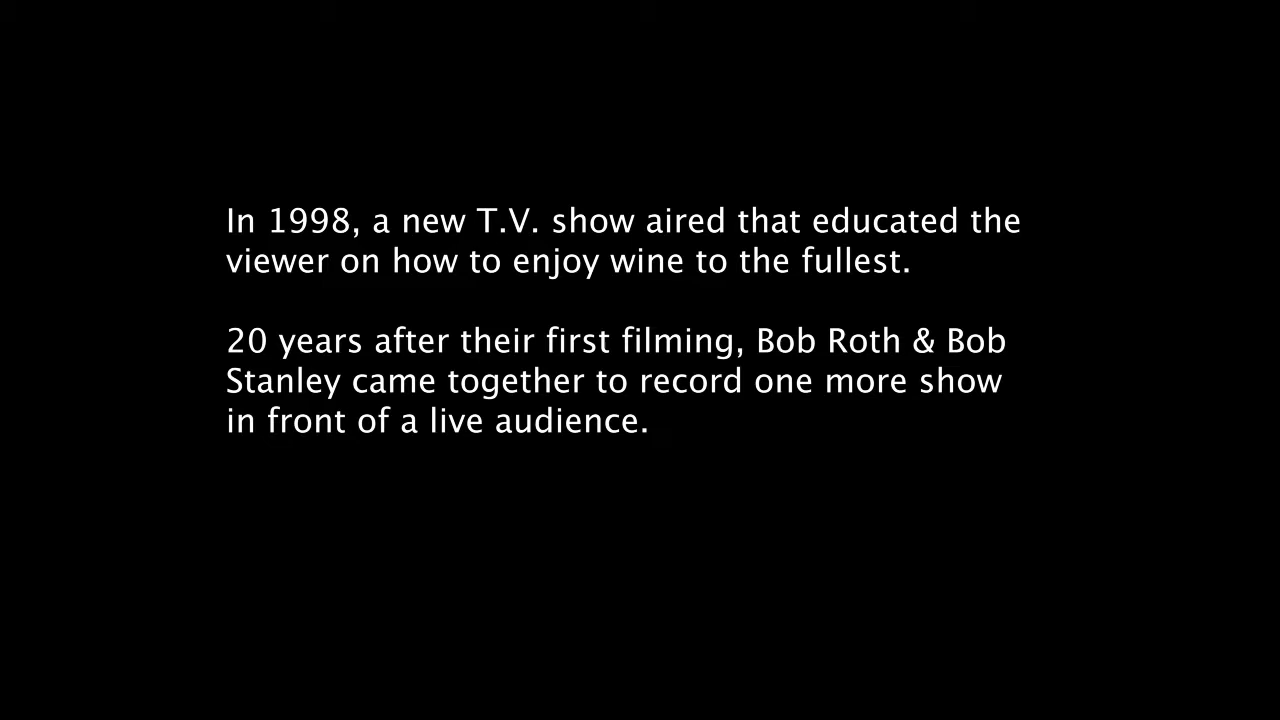 In 1998, a new T.V. show aired that educated the
viewer on how to enjoy wine to the fullest.
20 years after their first filming, Bob Roth & Bob
Stanley came together to record one more show
in front of a live audience.